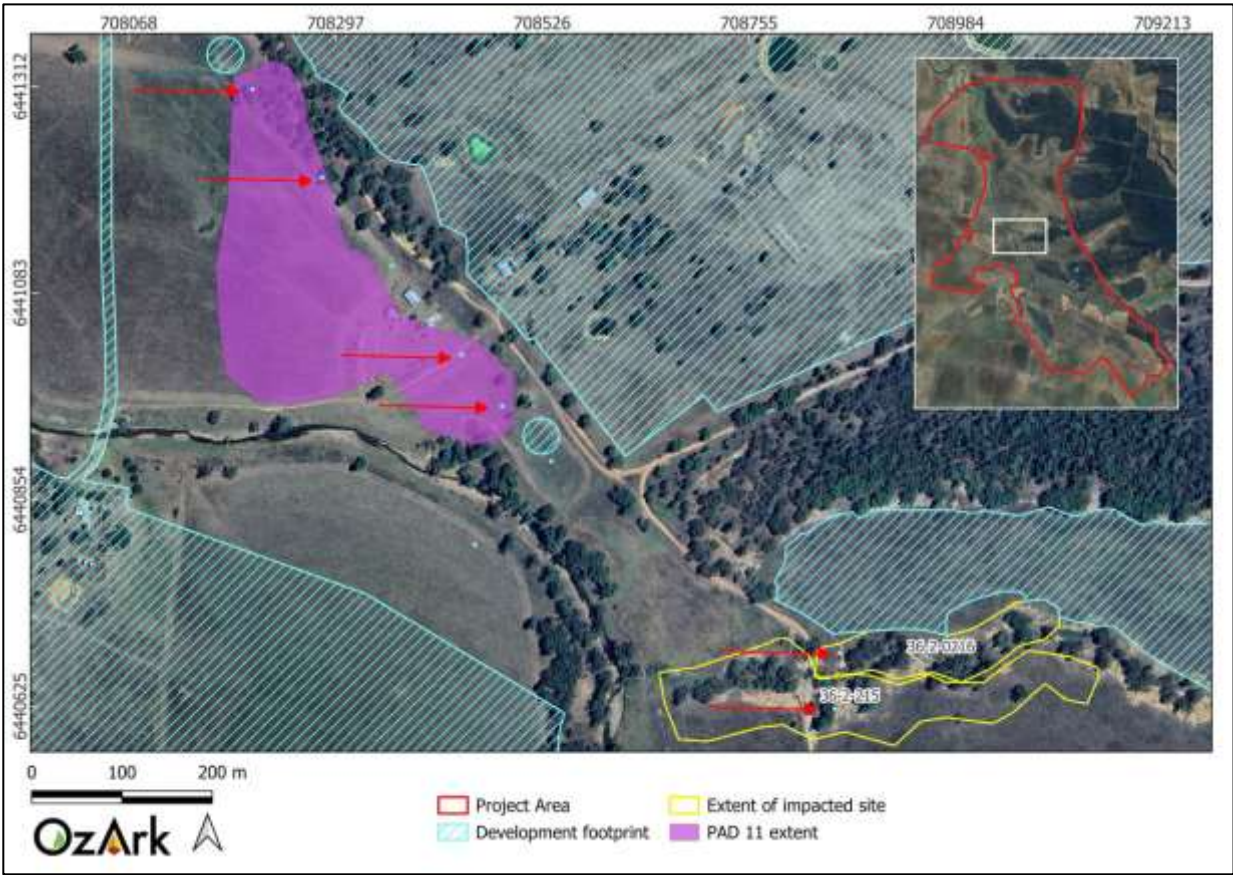 708068 708297 708526 708755 708984 709213
6441312
6441083
6440854
6440625
36-2-0216
36-2-215
0 100 200 m
Project Area
Extent of impacted site
Development footprint
PAD 11 extent
OzArk